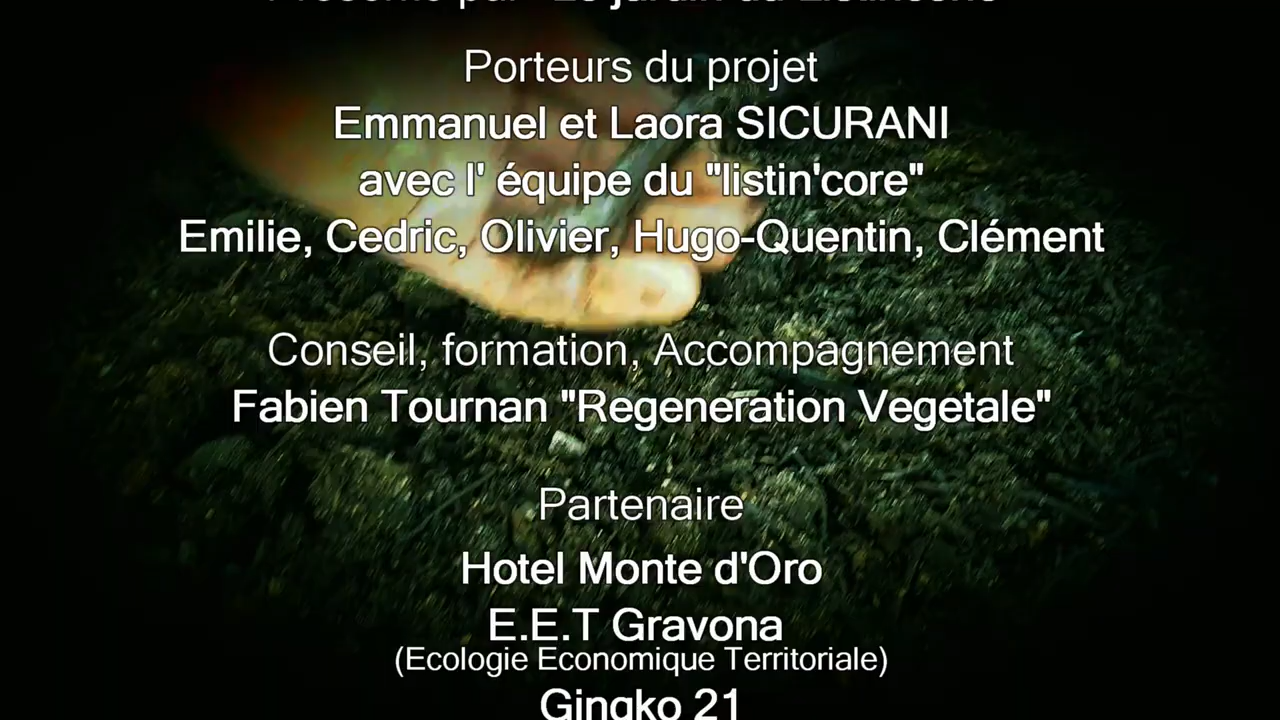 Porteurs du projet
Emmanuel et Laora SICURANI
avec l' équipe du "listin'core"
Emilie, Cedric, Olivier, Hugo-Quentin, Clément
Conseil, formation, Accompagnement
Fabien Tournan "Regeneration Vegetale"
Partenaire
Hotel Monte d'Oro
E.E.T Gravona
(Ecologie Economique Territoriale)
Gingko 21